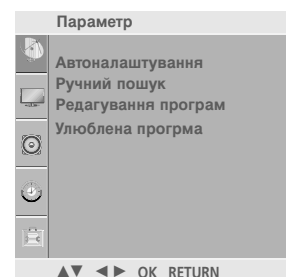 Параметр
Автоналаштування
Ручний пошук
Редагування програм
Улюблена прогрма
▲▼ ◄► OK RETURN